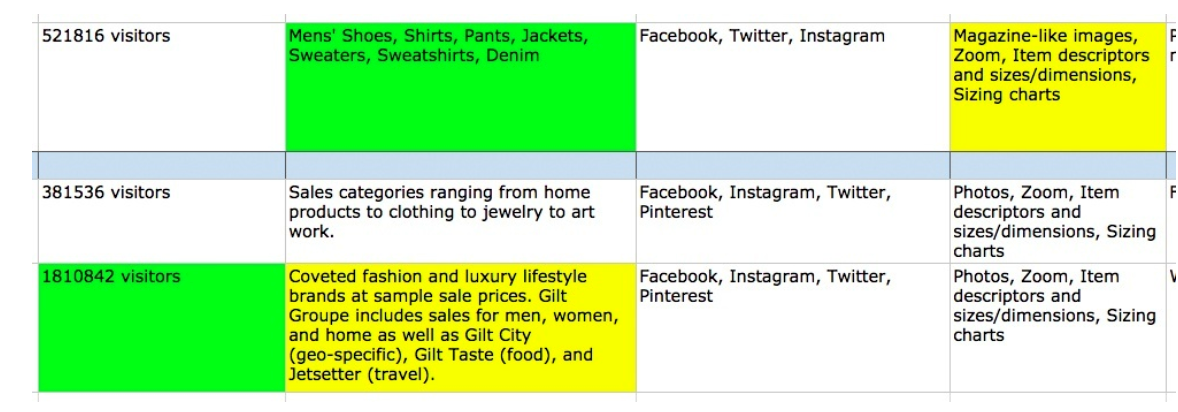 521816 visitors
Mens' Shoes, Shirts, Pants, Jackets,
Sweaters, Sweatshirts, Denim
Facebook, Twitter, Instagram
Magazine-like images,
Zoom, Item descriptors
and sizes/dimensions,
Sizing charts
381536 visitors
Sales categories ranging from home
products to clothing to jewelry to art
work.
Facebook, Instagram, Twitter,
Pinterest
Photos, Zoom, Item
descriptors and
sizes/dimensions, Sizing
charts
1810842 visitors
Coveted fashion and luxury lifestyle
brands at sample sale prices. Gilt
Groupe includes sales for men, women,
and home as well as Gilt City
(geo-specific), Gilt Taste (food), and
Jetsetter (travel).
Facebook, Instagram, Twitter,
Pinterest
Photos, Zoom, Item
descriptors and
sizes/dimensions, Sizing
charts